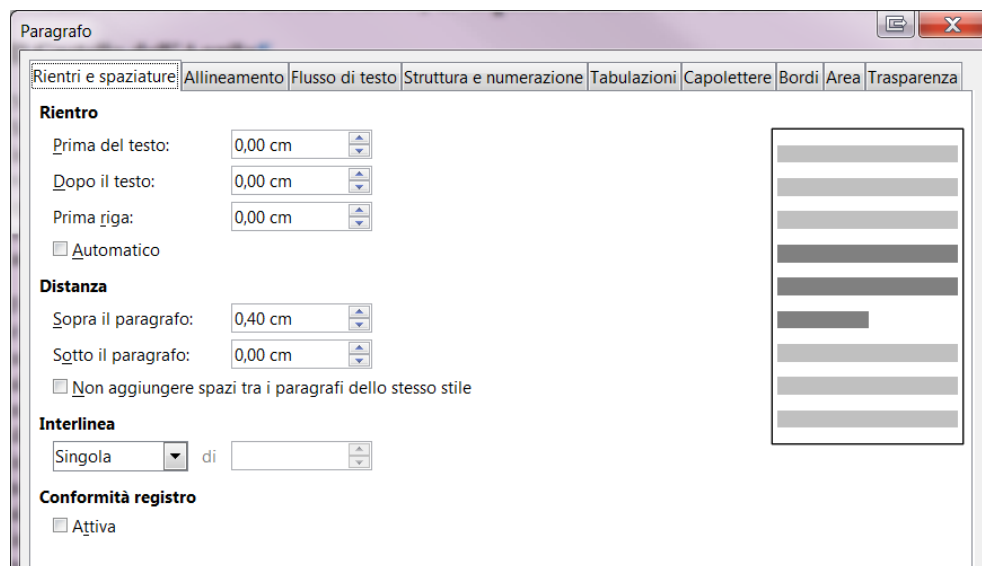 Paragrafo
Rientri e spaziature Allineamento Flusso di testo Struttura e numerazione Tabulazioni Capolettere Bordi Area Trasparenza
Rientro
Prima del testo: 0,00 cm
Dopo il testo: 0,00 cm
Prima riga: 0,00 cm
Automatico
Distanza
Sopra il paragrafo: 0,40 cm
Sotto il paragrafo: 0,00 cm
Non aggiungere spazi tra i paragrafi dello stesso stile
Interlinea
Singola di
Conformità registro
Attiva